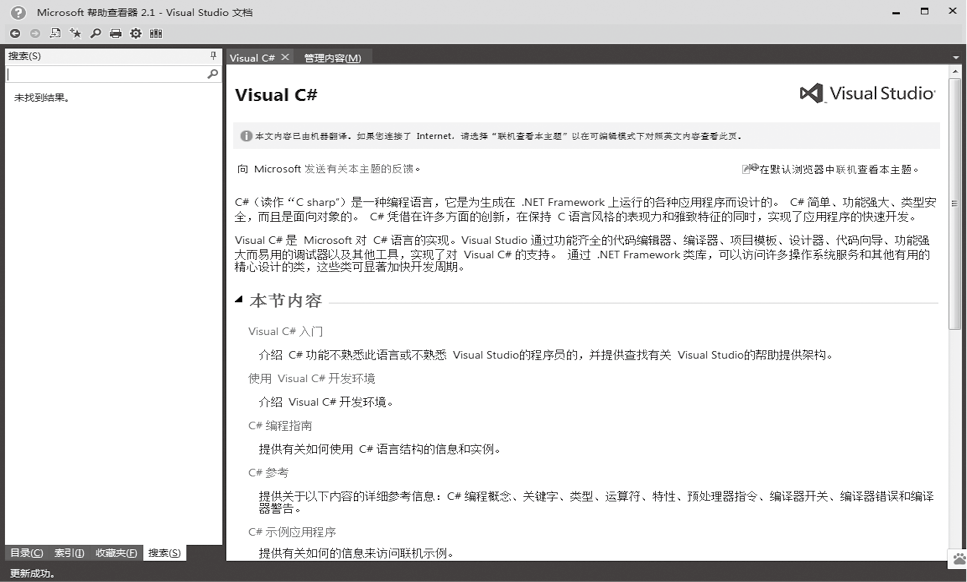 Microsoft 帮助查看器 2.1 - Visual Studio 文档
搜索(S)
未找到结果。
Visual C#
管理内容(M)
Visual C#
Visual Studio
本文内容已由机器翻译。如果您连接了 Internet，请选择“联机查看本主题”以在可编辑模式下对照英文内容查看此页。
向 Microsoft 发送有关本主题的反馈。
在默认浏览器中联机查看本主题。
C#（读作“C sharp”）是一种编程语言，它是为生成在 .NET Framework 上运行的各种应用程序而设计的。 C# 简单、功能强大、类型安
全，而且是面向对象的。 C# 凭借在许多方面的创新，在保持 C 语言风格的表现力和雅致特征的同时，实现了应用程序的快速开发。
Visual C# 是 Microsoft 对 C# 语言的实现。Visual Studio 通过功能齐全的代码编辑器、编译器、项目模板、设计器、代码向导、功能强
大而易用的调试器以及其他工具，实现了对 Visual C# 的支持。 通过 .NET Framework 类库，可以访问许多操作系统服务和其他有用的
精心设计的类，这些类可显著加快开发周期。
本节内容
Visual C# 入门
介绍 C# 功能不熟悉此语言或不熟悉 Visual Studio的程序员的，并提供查找有关 Visual Studio的帮助提供架构。
使用 Visual C# 开发环境
介绍 Visual C# 开发环境。
C# 编程指南
提供有关如何使用 C# 语言结构的信息和实例。
C# 参考
提供关于以下内容的详细参考信息：C# 编程概念、关键字、类型、运算符、特性、预处理器指令、编译器开关、编译器错误和编译
器警告。
C# 示例应用程序
提供有关如何的信息来访问联机示例。
目录(C) 索引(I) 收藏夹(F) 搜索(S)
更新成功。